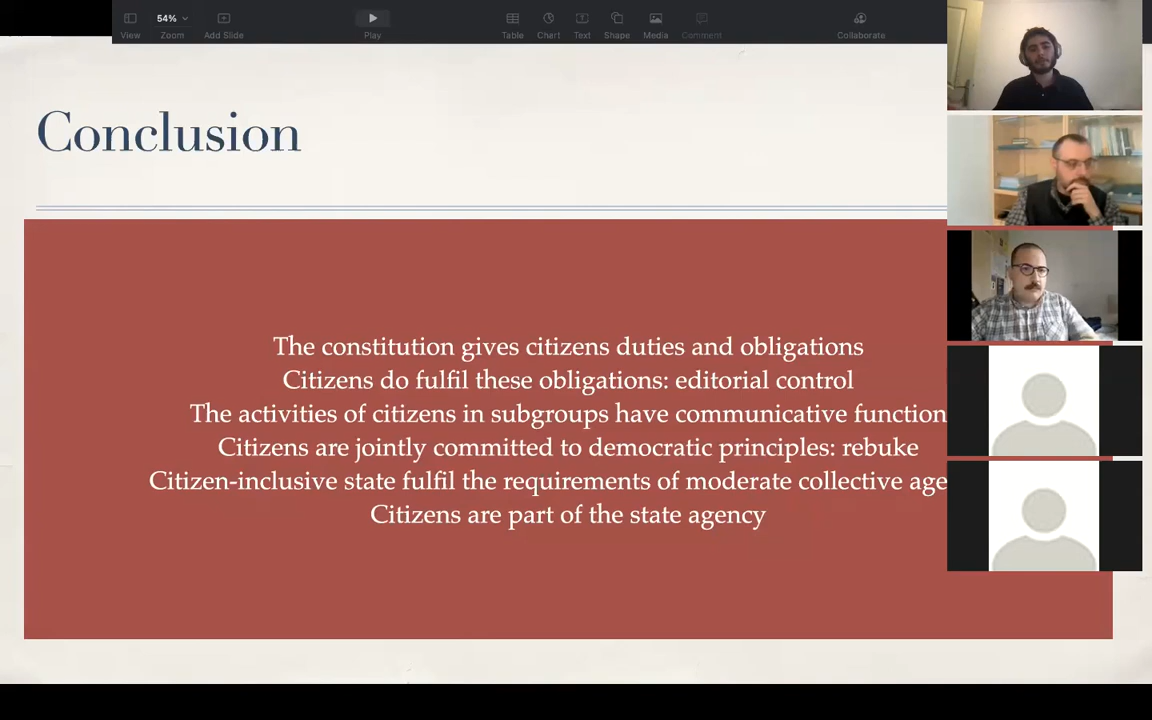 54%
View
Zoom
Add Slide
Play
Table
Chart
Text
Shape
Media
Comment
Collaborate
Conclusion
The constitution gives citizens duties and obligations
Citizens do fulfil these obligations: editorial control
The activities of citizens in subgroups have communicative function
Citizens are jointly committed to democratic principles: rebuke
Citizen-inclusive state fulfil the requirements of moderate collective age
Citizens are part of the state agency